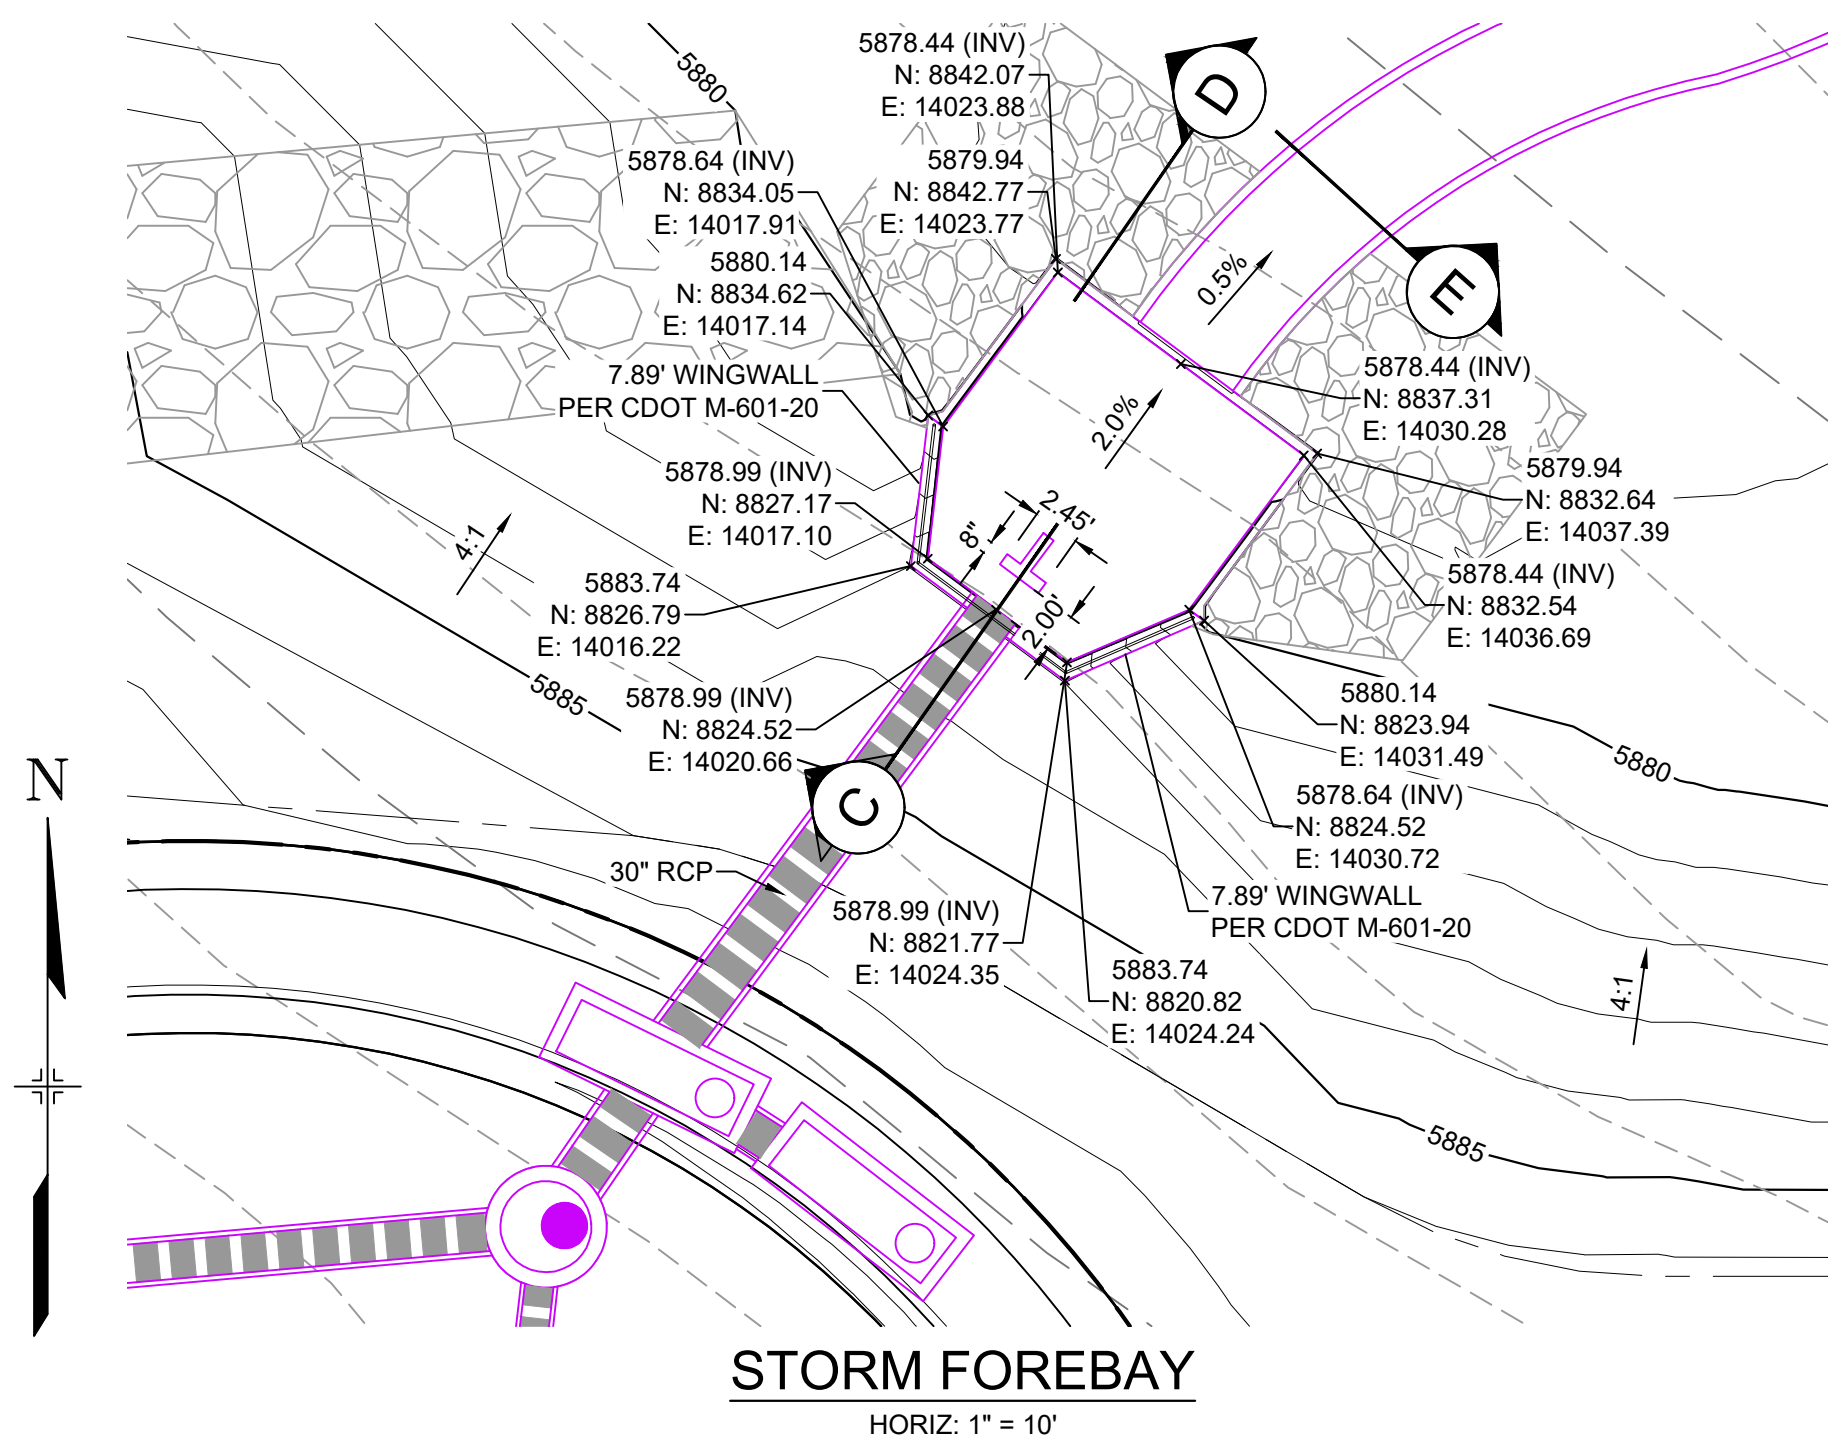 5880
5878.44 (INV)
N: 8842.07
E: 14023.88
D
5878.64 (INV)
N: 8834.05
E: 14017.91
5879.94
N: 8842.77
E: 14023.77
5880.14
N: 8834.62
E: 14017.14
0.5%
E
7.89' WINGWALL
PER CDOT M-601-20
5878.44 (INV)
N: 8837.31
E: 14030.28
2.0%
5878.99 (INV)
N: 8827.17
E: 14017.10
5879.94
N: 8832.64
E: 14037.39
2.45'
8"
4:1
5883.74
N: 8826.79
E: 14016.22
2.00'
5878.44 (INV)
N: 8832.54
E: 14036.69
5885
5878.99 (INV)
N: 8824.52
E: 14020.66
5880.14
N: 8823.94
E: 14031.49
5880
N
C
5878.64 (INV)
N: 8824.52
E: 14030.72
30" RCP
5878.99 (INV)
N: 8821.77
E: 14024.35
7.89' WINGWALL
PER CDOT M-601-20
5883.74
N: 8820.82
E: 14024.24
4:1
5885
STORM FOREBAY
HORIZ: 1" = 10'